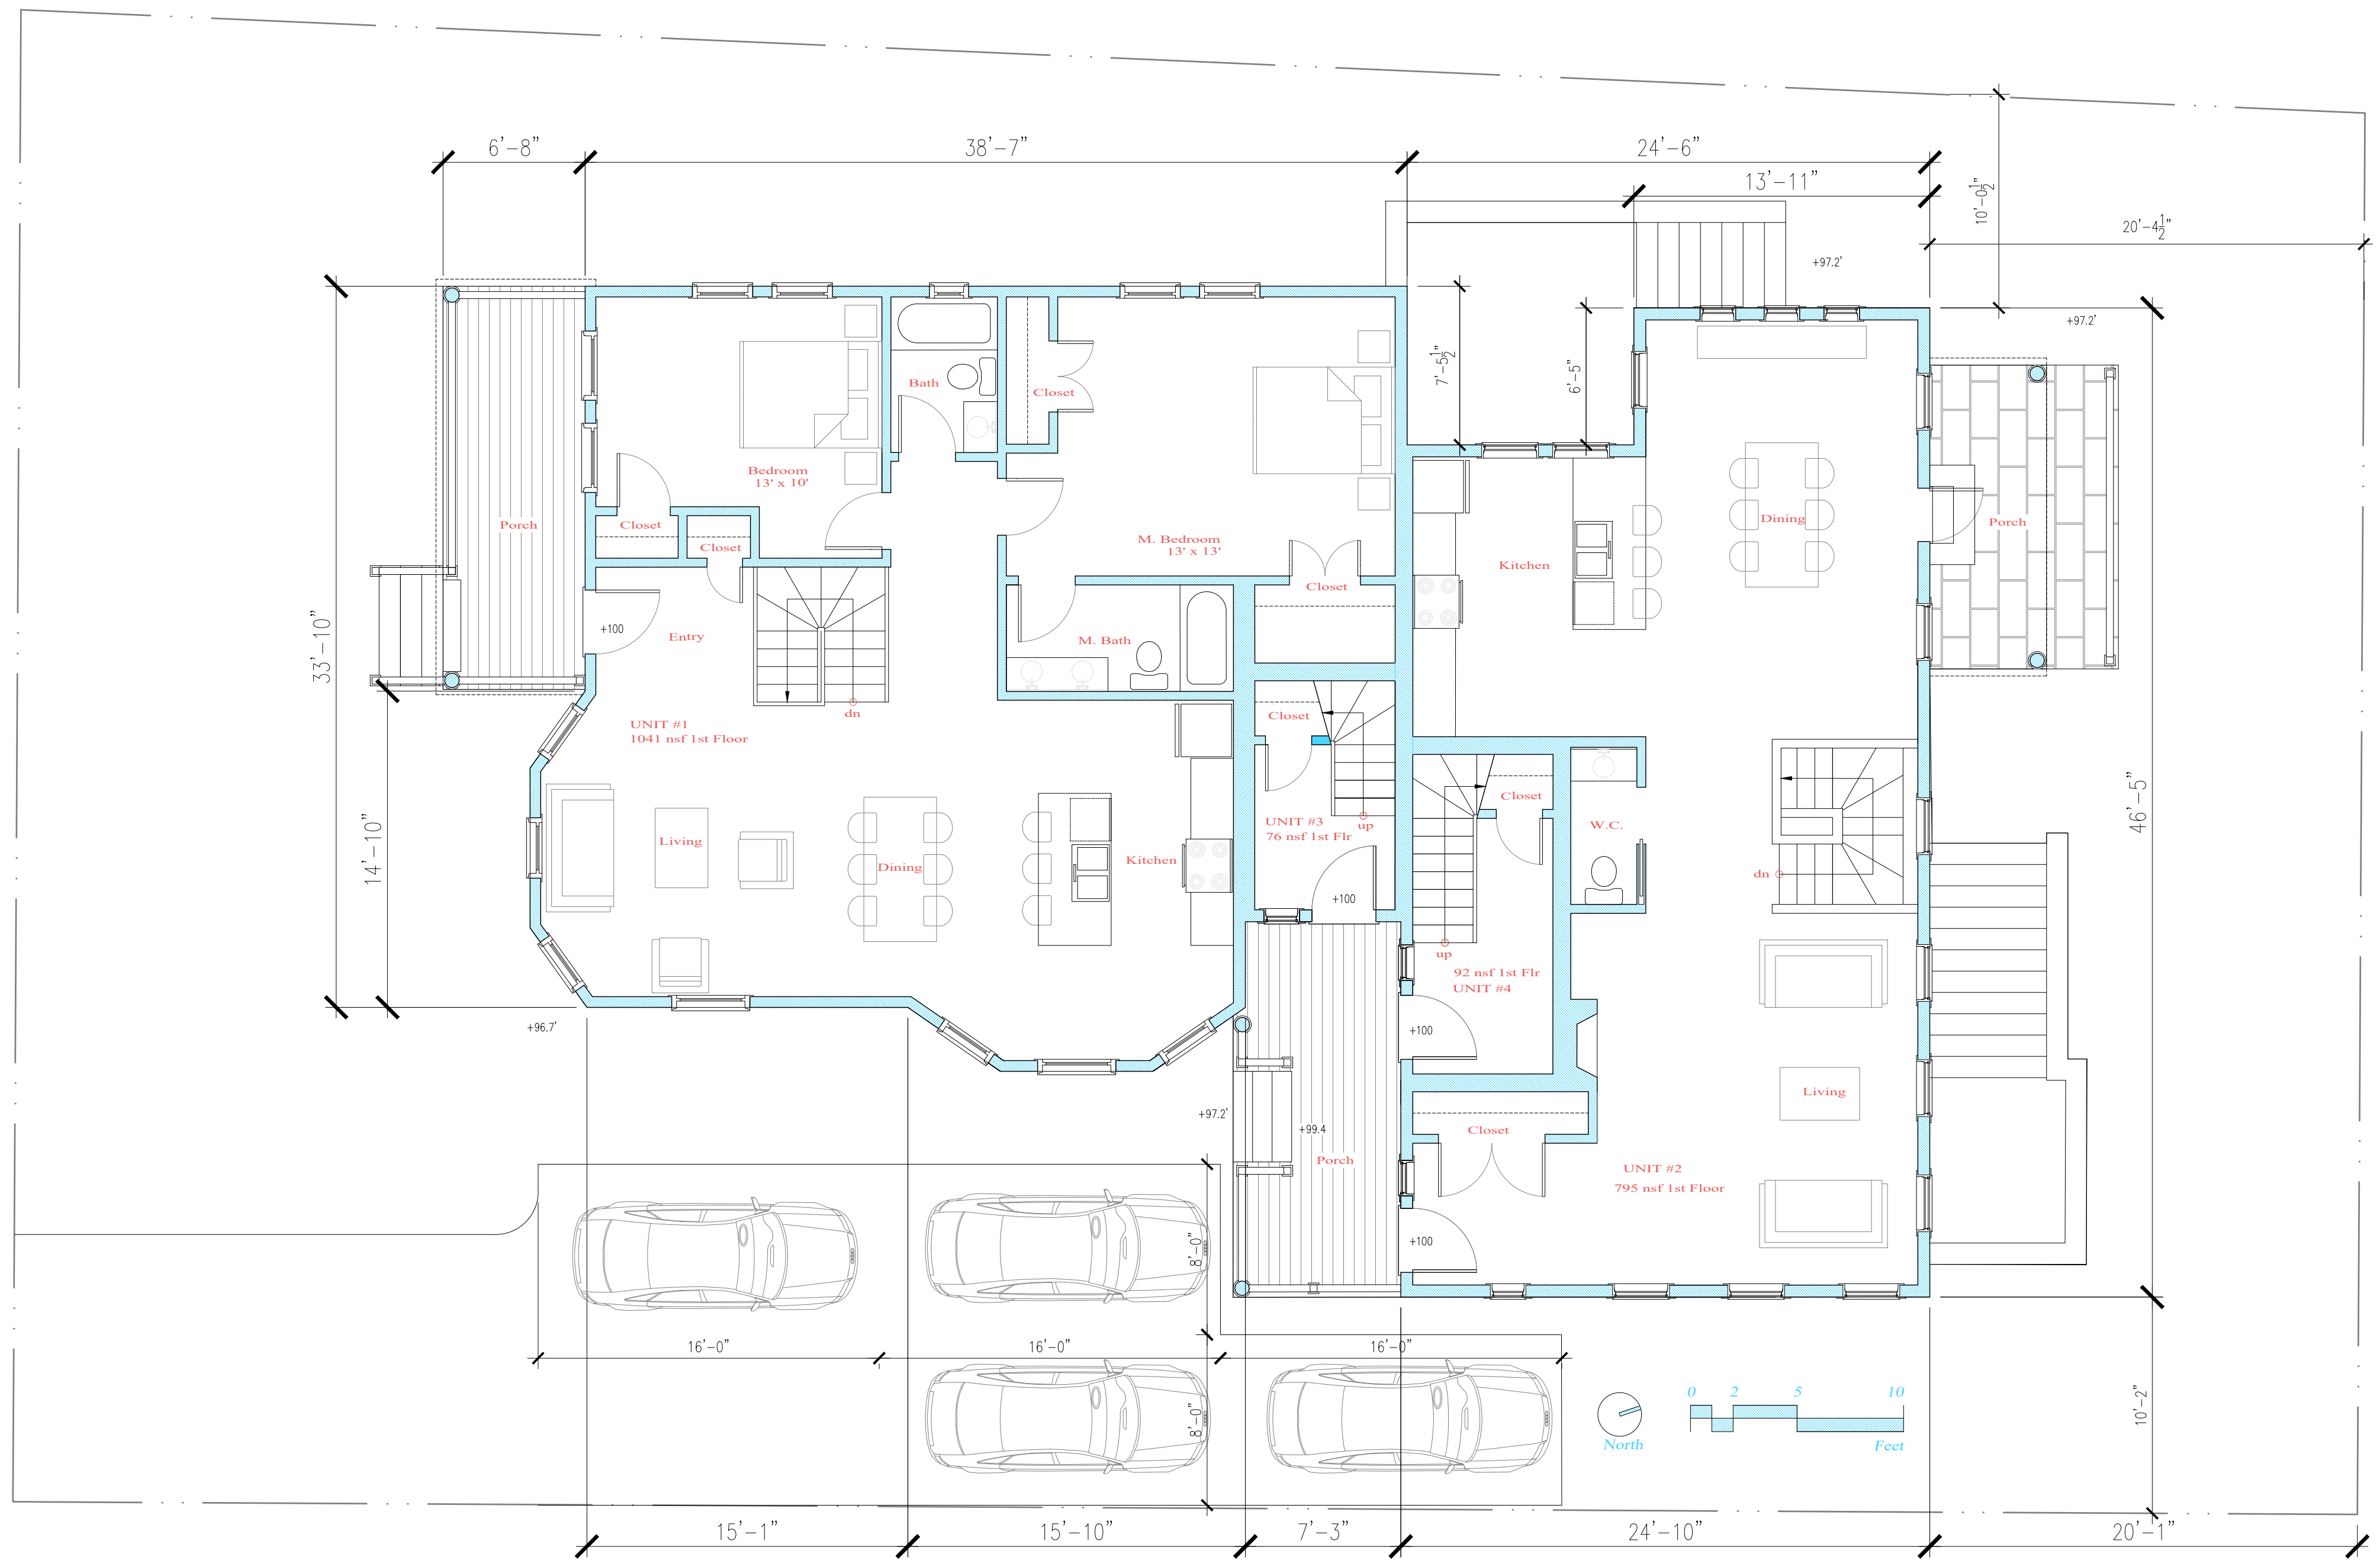 6'-8"
38'-7"
24'-6"
13'-11"
10'-0 1/2"
20'-4 1/2"
+97.2'
+97.2'
7'-5 1/2"
6'-5"
Bath
Closet
Bedroom
13' x 10'
Porch
Closet
Closet
M. Bedroom
13' x 13'
Dining
Porch
Kitchen
Closet
33'-10"
+100
Entry
M. Bath
dn
UNIT #1
1041 nsf 1st Floor
Closet
46'-5"
14'-10"
Closet
UNIT #3
76 nsf 1st Flr
up
W.C.
Living
Dining
Kitchen
dn
+100
up
92 nsf 1st Flr
UNIT #4
+96.7'
+100
Living
+97.2'
+99.4
Closet
Porch
UNIT #2
795 nsf 1st Floor
+100
8'-0"
16'-0"
16'-0"
16'-0"
8'-0"
0 2 5 10
North
Feet
10'-2"
15'-1"
15'-10"
7'-3"
24'-10"
20'-1"